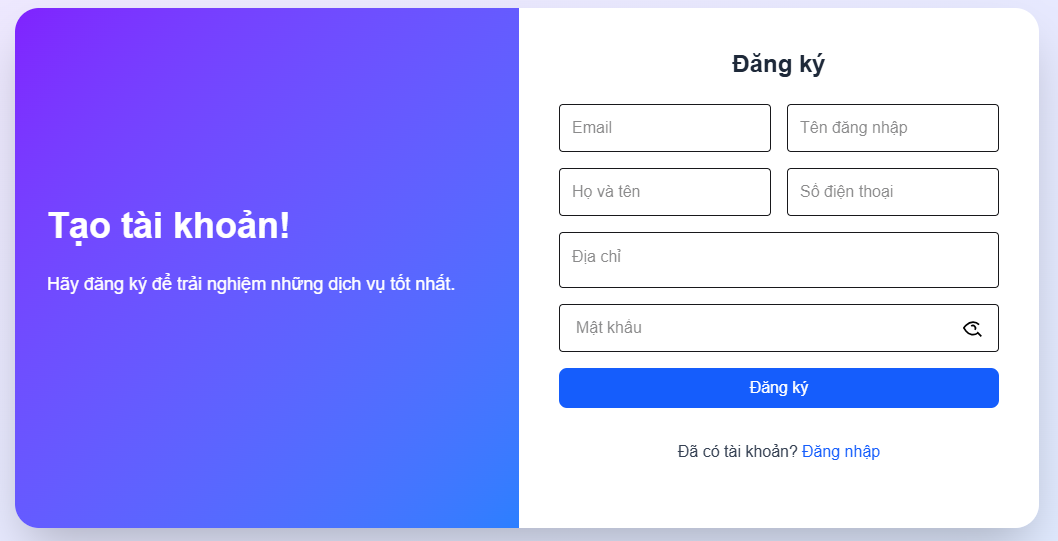 Tạo tài khoản!
Hãy đăng ký để trải nghiệm những dịch vụ tốt nhất.
Đăng ký
Email
Tên đăng nhập
Họ và tên
Số điện thoại
Địa chỉ
Mật khẩu
Đăng ký
Đã có tài khoản? Đăng nhập